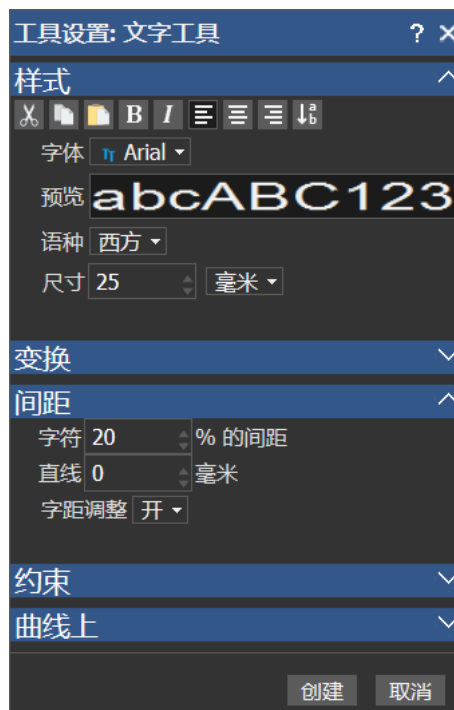 工具设置: 文字工具 ? ×
样式
B I
字体 Arial
预览 abcABC123
语种 西方
尺寸 25 毫米
变换
间距
字符 20 % 的间距
直线 0 毫米
字距调整 开
约束
曲线上
创建 取消